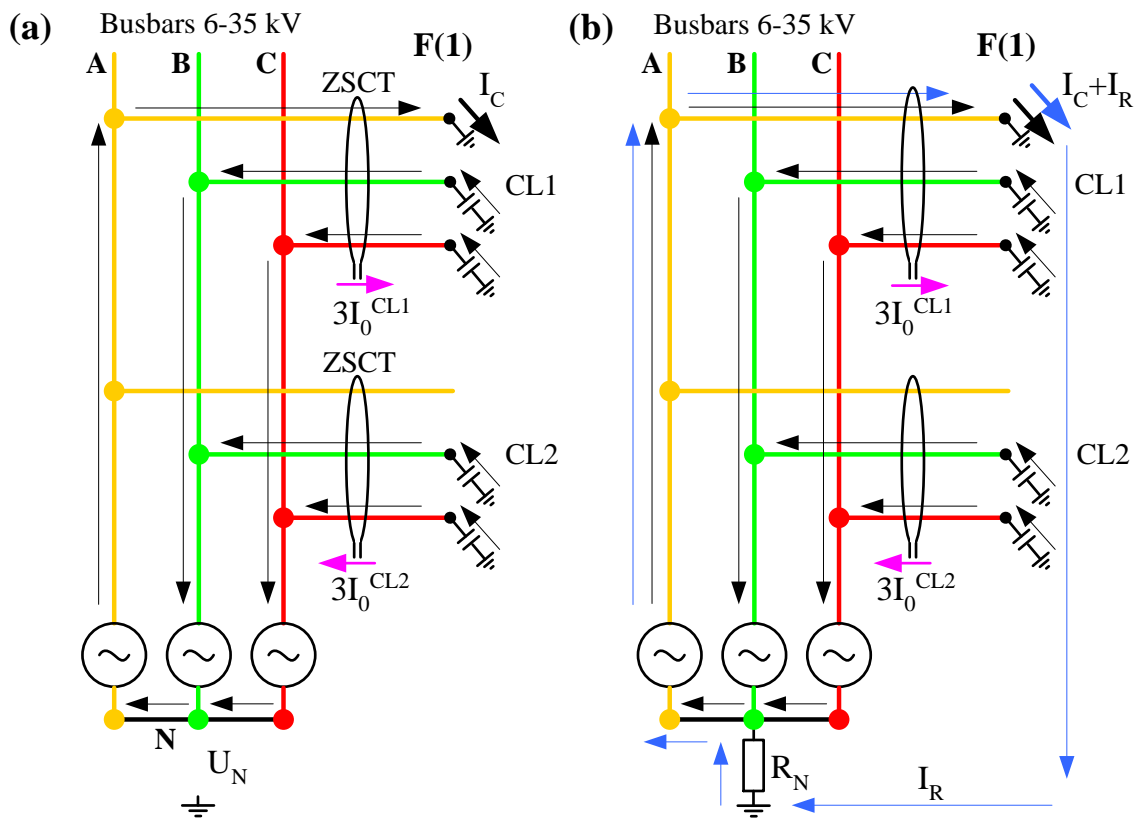 (a)
Busbars 6-35 kV
A
B
C
F(1)
ZSCT
I_C
CL1
3I_0^CL1
ZSCT
CL2
3I_0^CL2
N
U_N
(b)
Busbars 6-35 kV
A
B
C
F(1)
I_C+I_R
CL1
3I_0^CL1
CL2
3I_0^CL2
R_N
I_R